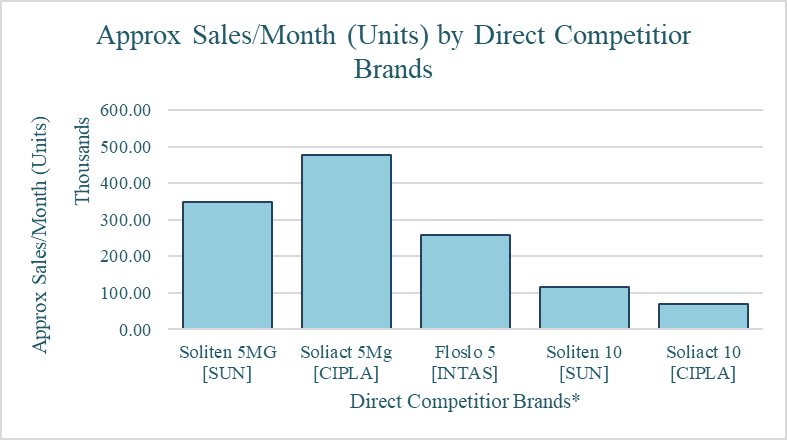 Approx Sales/Month (Units) by Direct Competitior
Brands
Approx Sales/Month (Units)
Thousands
600.00
500.00
400.00
300.00
200.00
100.00
0.00
Soliten 5MG
[SUN]
Soliact 5Mg
[CIPLA]
Floslo 5
[INTAS]
Soliten 10
[SUN]
Soliact 10
[CIPLA]
Direct Competitior Brands*